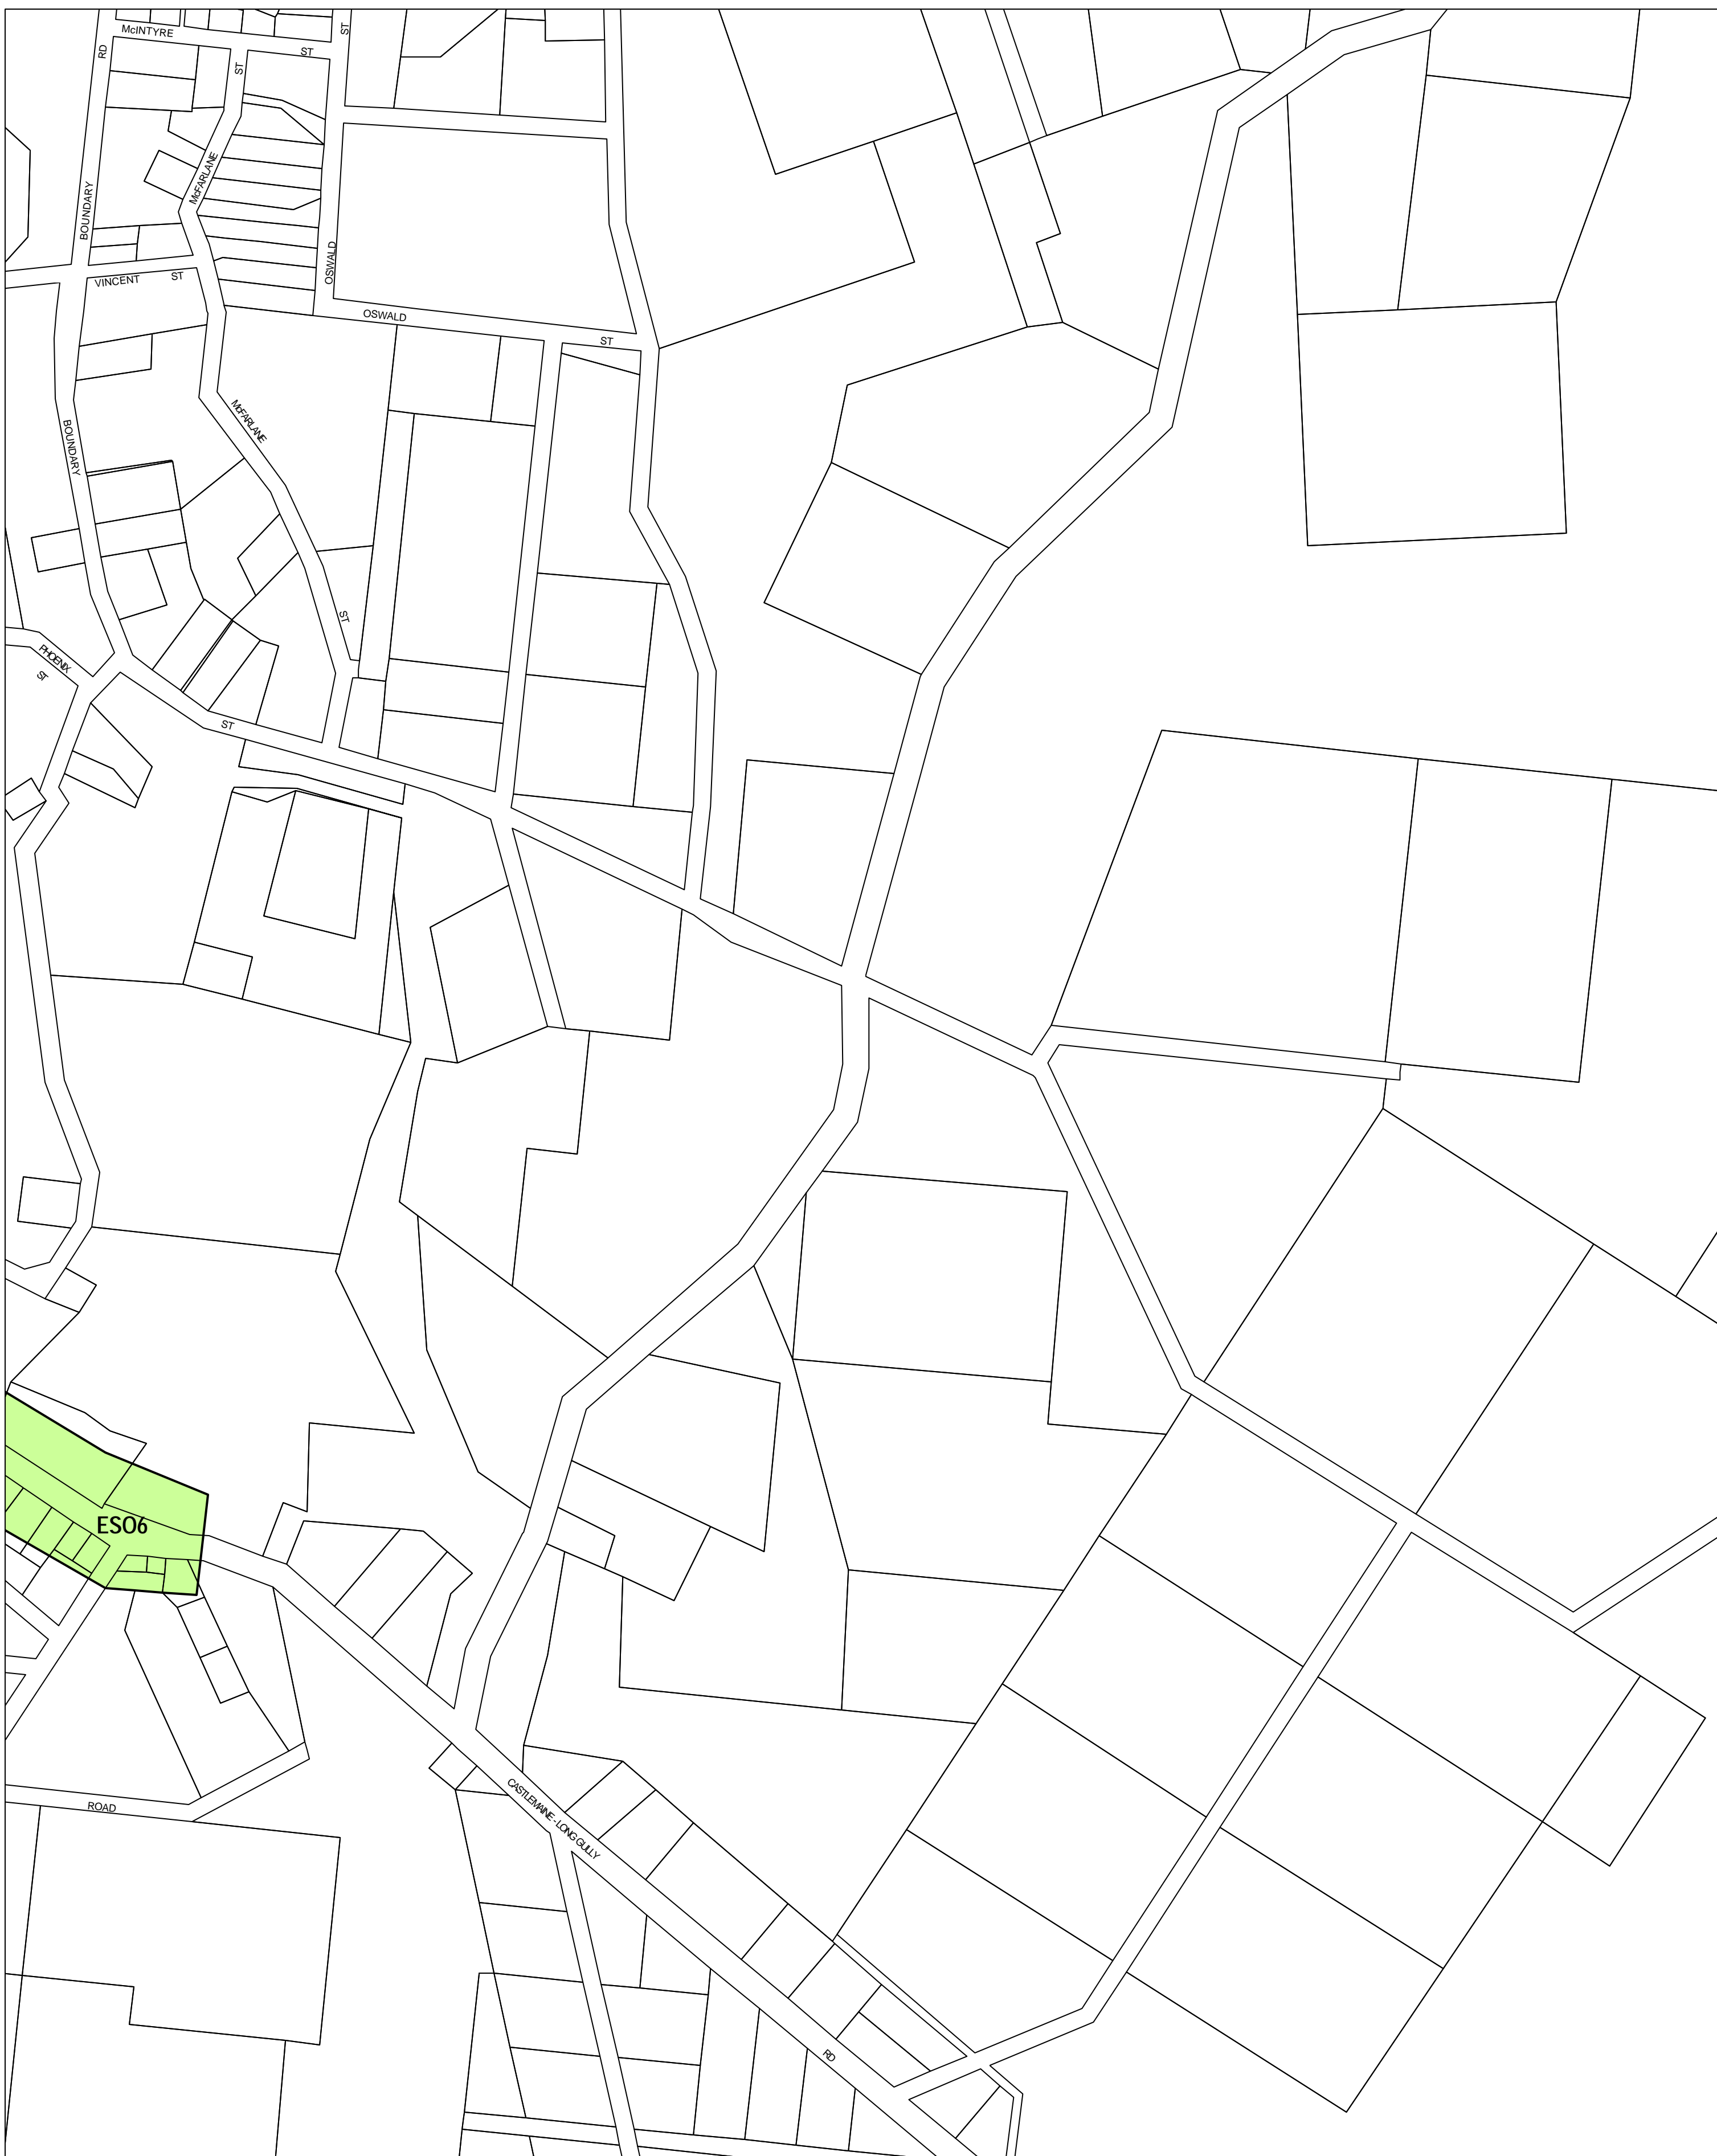 McINTYRE
ST
RD
ST
ST
McFARLANE
BOUNDARY
OSWALD
VINCENT
ST
OSWALD
ST
McFARLANE
BOUNDARY
ST
PHOENIX
ST
ST
ESO6
CASTLEMAINE - LONG GULLY
ROAD
RD